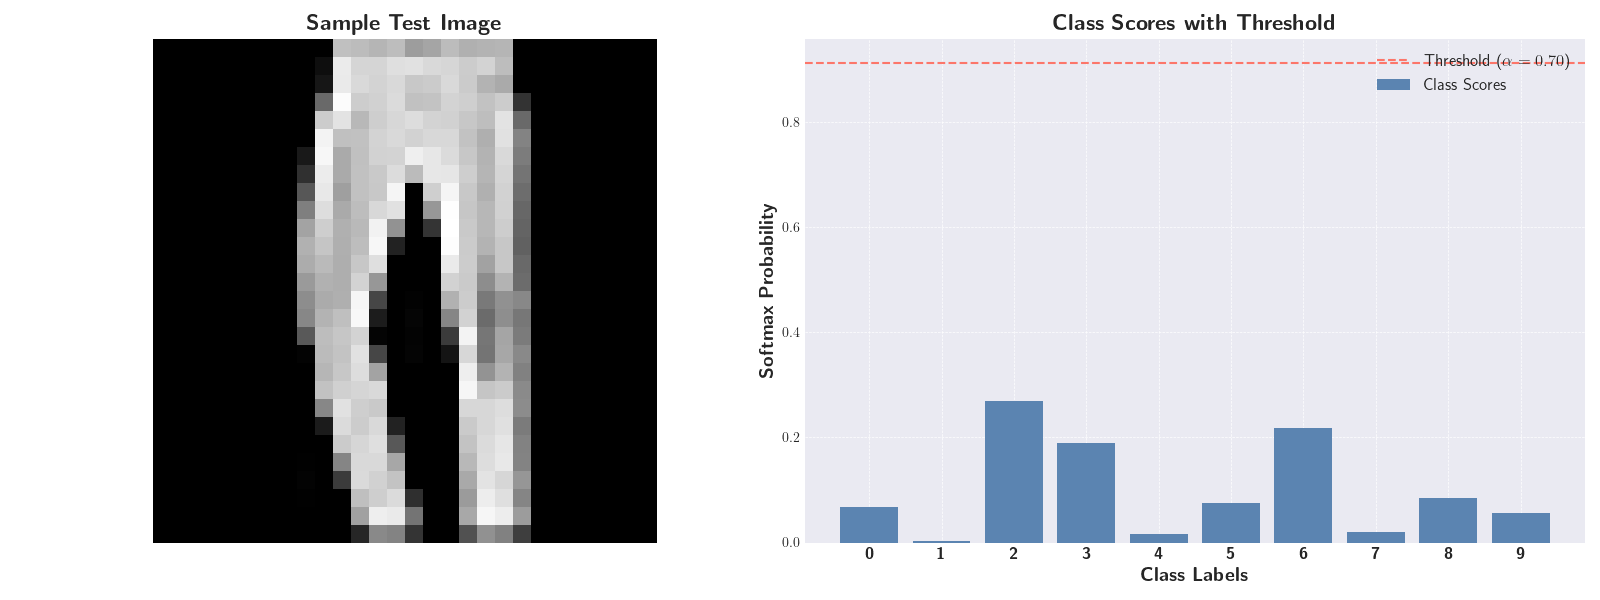 Sample Test Image
Class Scores with Threshold
Threshold (α = 0.70)
Class Scores
Softmax Probability
0.8
0.6
0.4
0.2
0.0
0 1 2 3 4 5 6 7 8 9
Class Labels